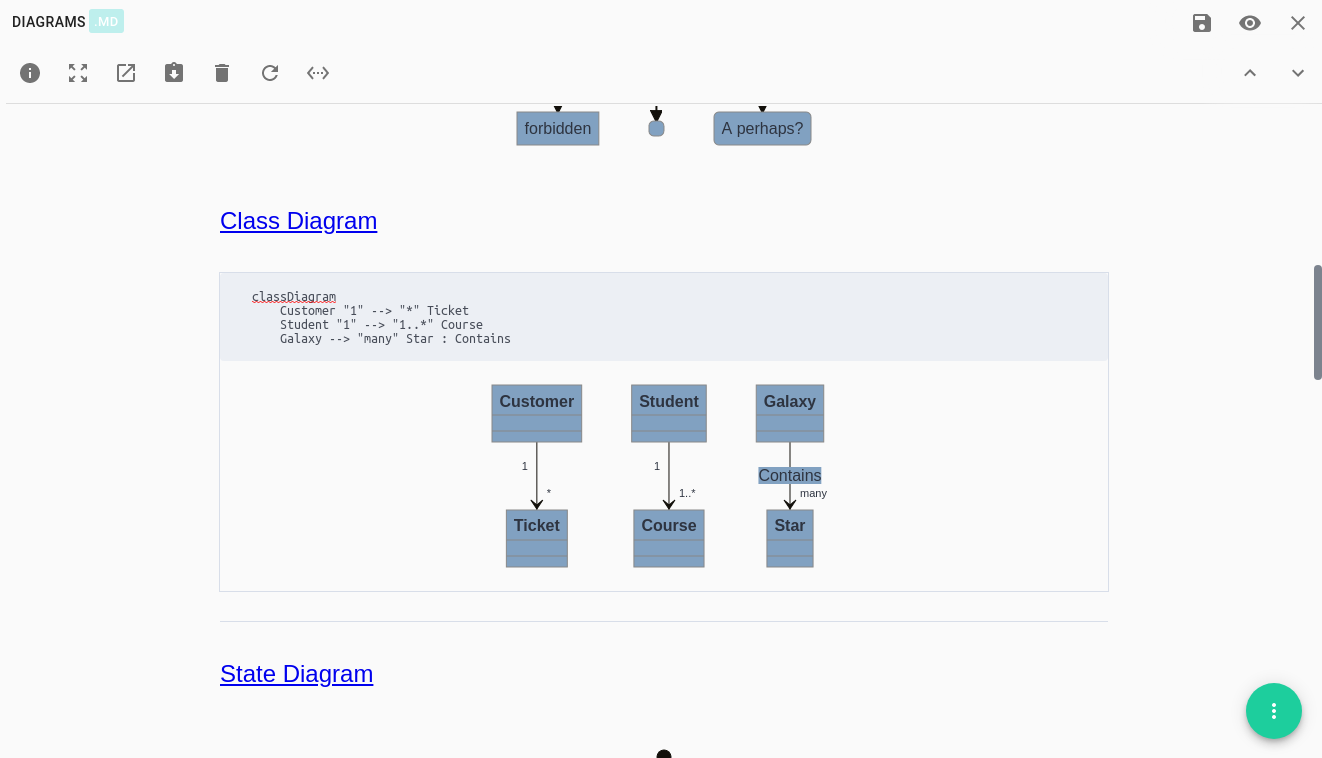 DIAGRAMS .MD
forbidden
A perhaps?
Class Diagram
classDiagram
Customer "1" --> "*" Ticket
Student "1" --> "1..*" Course
Galaxy --> "many" Star : Contains
Customer Student Galaxy
1 1
Contains
* 1..* many
Ticket Course Star
State Diagram